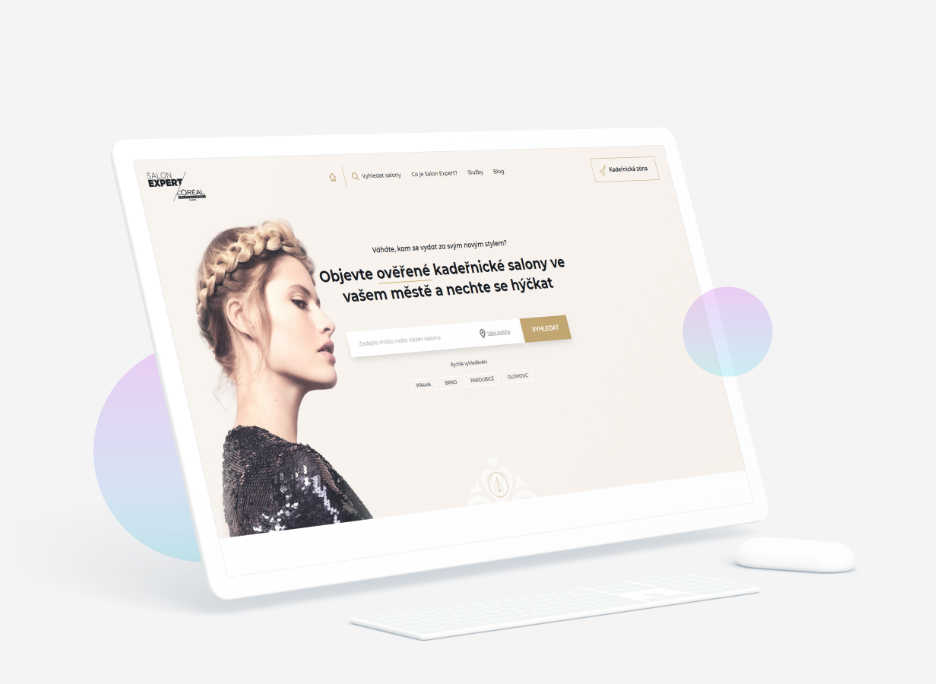 SALON
EXPERT
L'ORÉAL
Vyhledat salony
Co je Salon Expert?
Služby
Blog
Kadeřnická zóna
Váháte, kam se vydat za svým novým stylem?
Objevte ověřené kadeřnické salony ve
vašem městě a nechte se hýčkat
Zadejte místo nebo název salonu
VYHLEDAT
Rychlé vyhledávání
PRAHA
BRNO
PARDUBICE
OLOMOUC